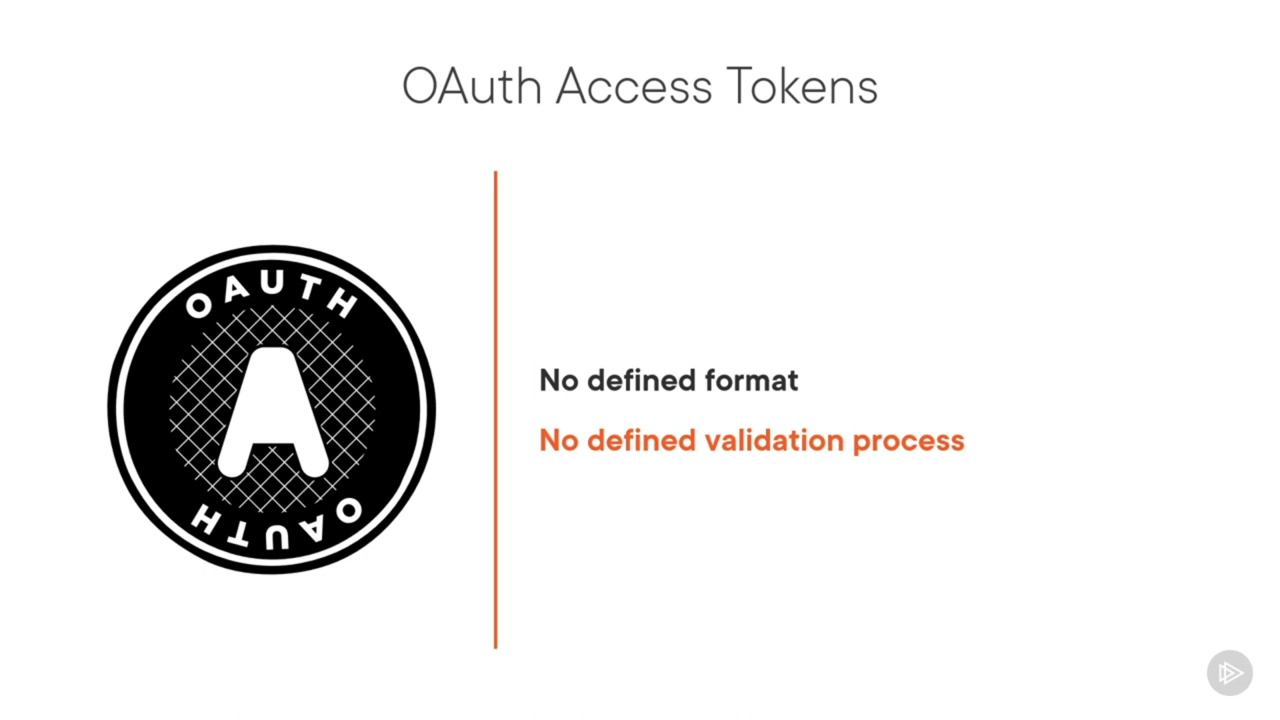 OAuth Access Tokens
OAUTH
A
OAUTH
No defined format
No defined validation process